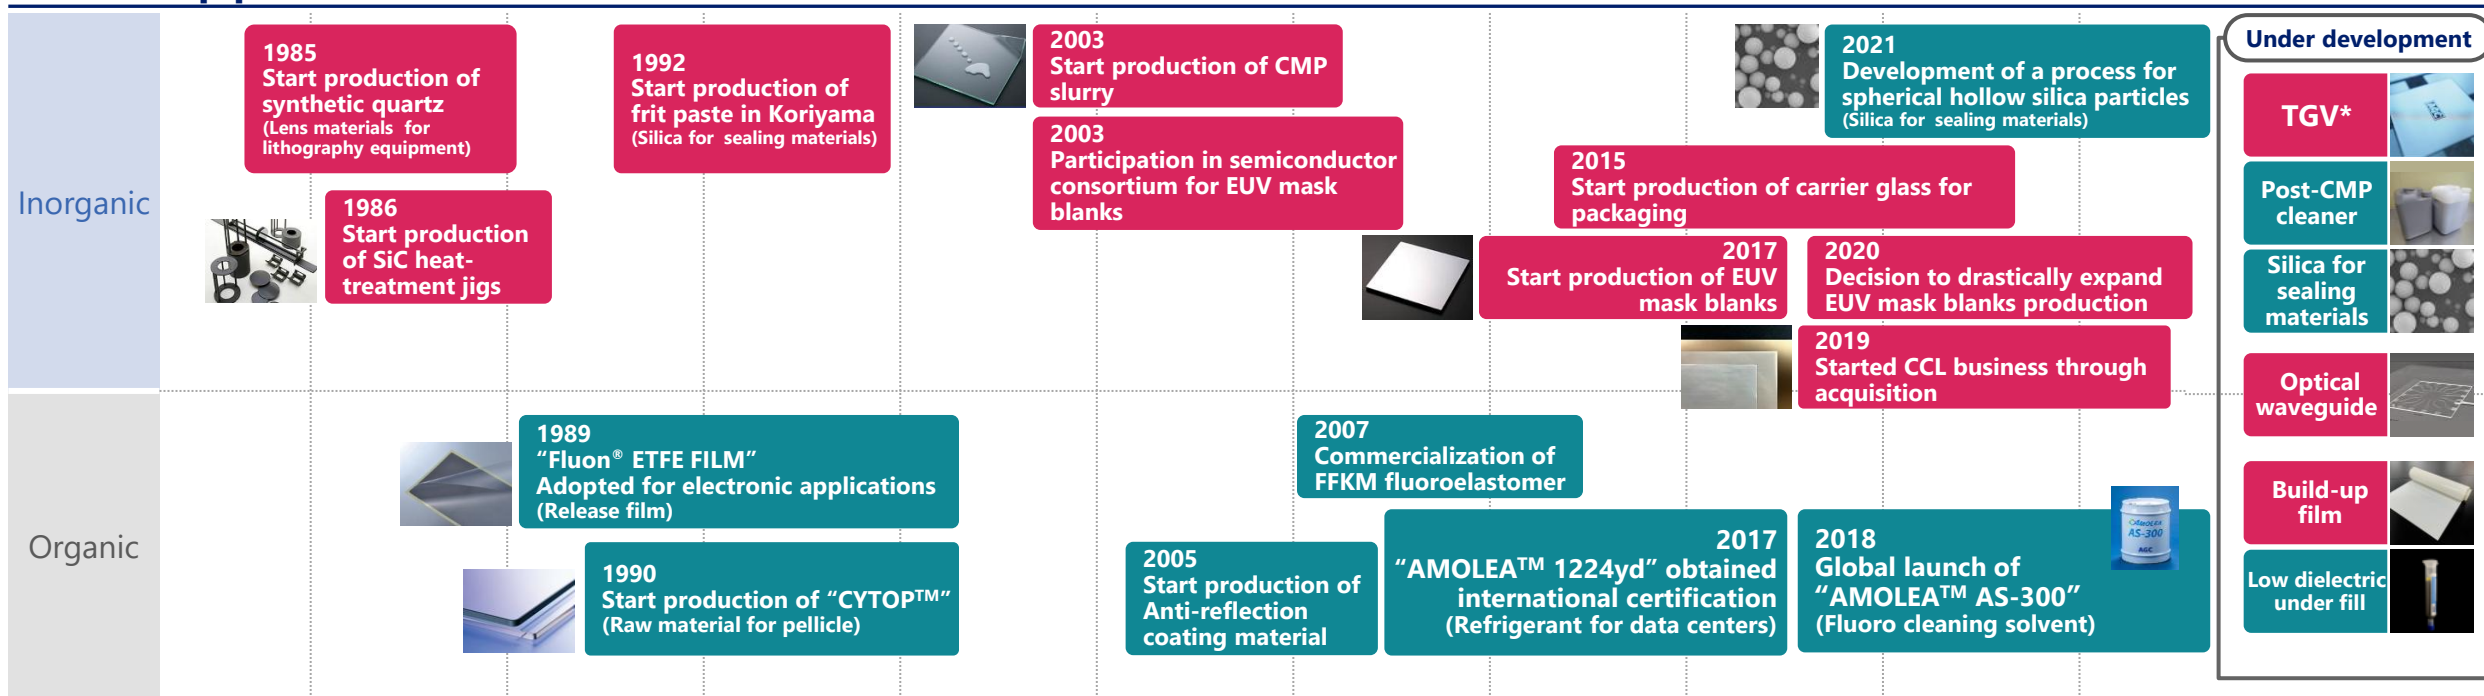 Inorganic
1985
Start production of
synthetic quartz
(Lens materials for
lithography equipment)
1986
Start production
of SiC heat-
treatment jigs
1992
Start production of
frit paste in Koriyama
(Silica for sealing materials)
2003
Start production of CMP
slurry
2003
Participation in semiconductor
consortium for EUV mask
blanks
2021
Development of a process for
spherical hollow silica particles
(Silica for sealing materials)
2015
Start production of carrier glass for
packaging
2017
Start production of EUV
mask blanks
2020
Decision to drastically expand
EUV mask blanks production
2019
Started CCL business through
acquisition
Organic
1989
“Fluon® ETFE FILM”
Adopted for electronic applications
(Release film)
1990
Start production of “CYTOP™”
(Raw material for pellicle)
2007
Commercialization of
FFKM fluoroelastomer
2005
Start production of
Anti-reflection
coating material
2017
“AMOLEA™ 1224yd” obtained
international certification
(Refrigerant for data centers)
2018
Global launch of
“AMOLEA™ AS-300”
(Fluoro cleaning solvent)
AMOLEA
AS-300
AGC
Under development
TGV*
Post-CMP
cleaner
Silica for
sealing
materials
Optical
waveguide
Build-up
film
Low dielectric
under fill